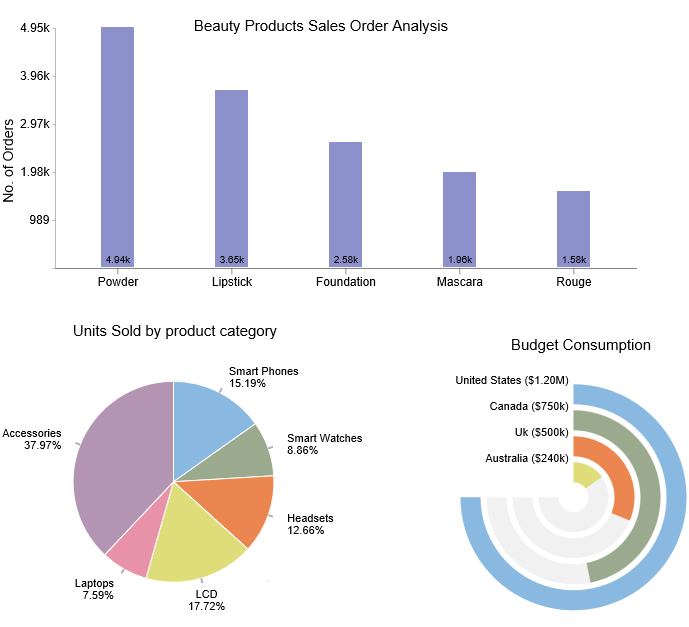 Beauty Products Sales Order Analysis
No. of Orders
4.95k
3.96k
2.97k
1.98k
989
4.94k
3.65k
2.58k
1.96k
1.58k
Powder
Lipstick
Foundation
Mascara
Rouge
Units Sold by product category
Smart Phones
15.19%
Smart Watches
8.86%
Headsets
12.66%
LCD
17.72%
Laptops
7.59%
Accessories
37.97%
Budget Consumption
United States ($1.20M)
Canada ($750k)
Uk ($500k)
Australia ($240k)